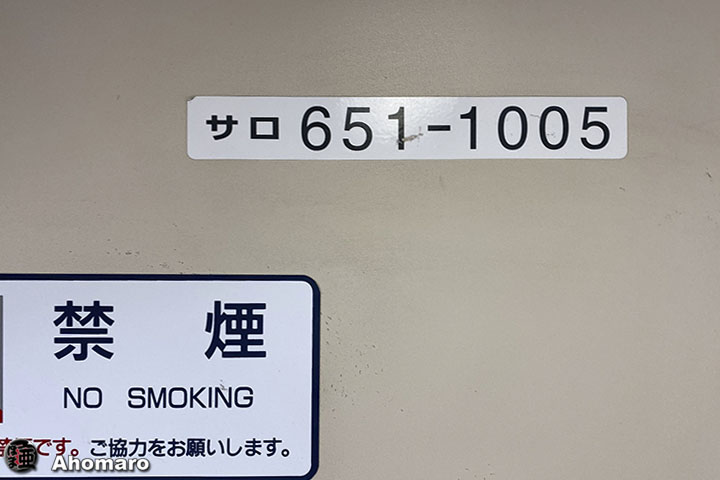 サロ 651-1005
禁煙
NO SMOKING
です。ご協力をお願いします。
Ahomaro